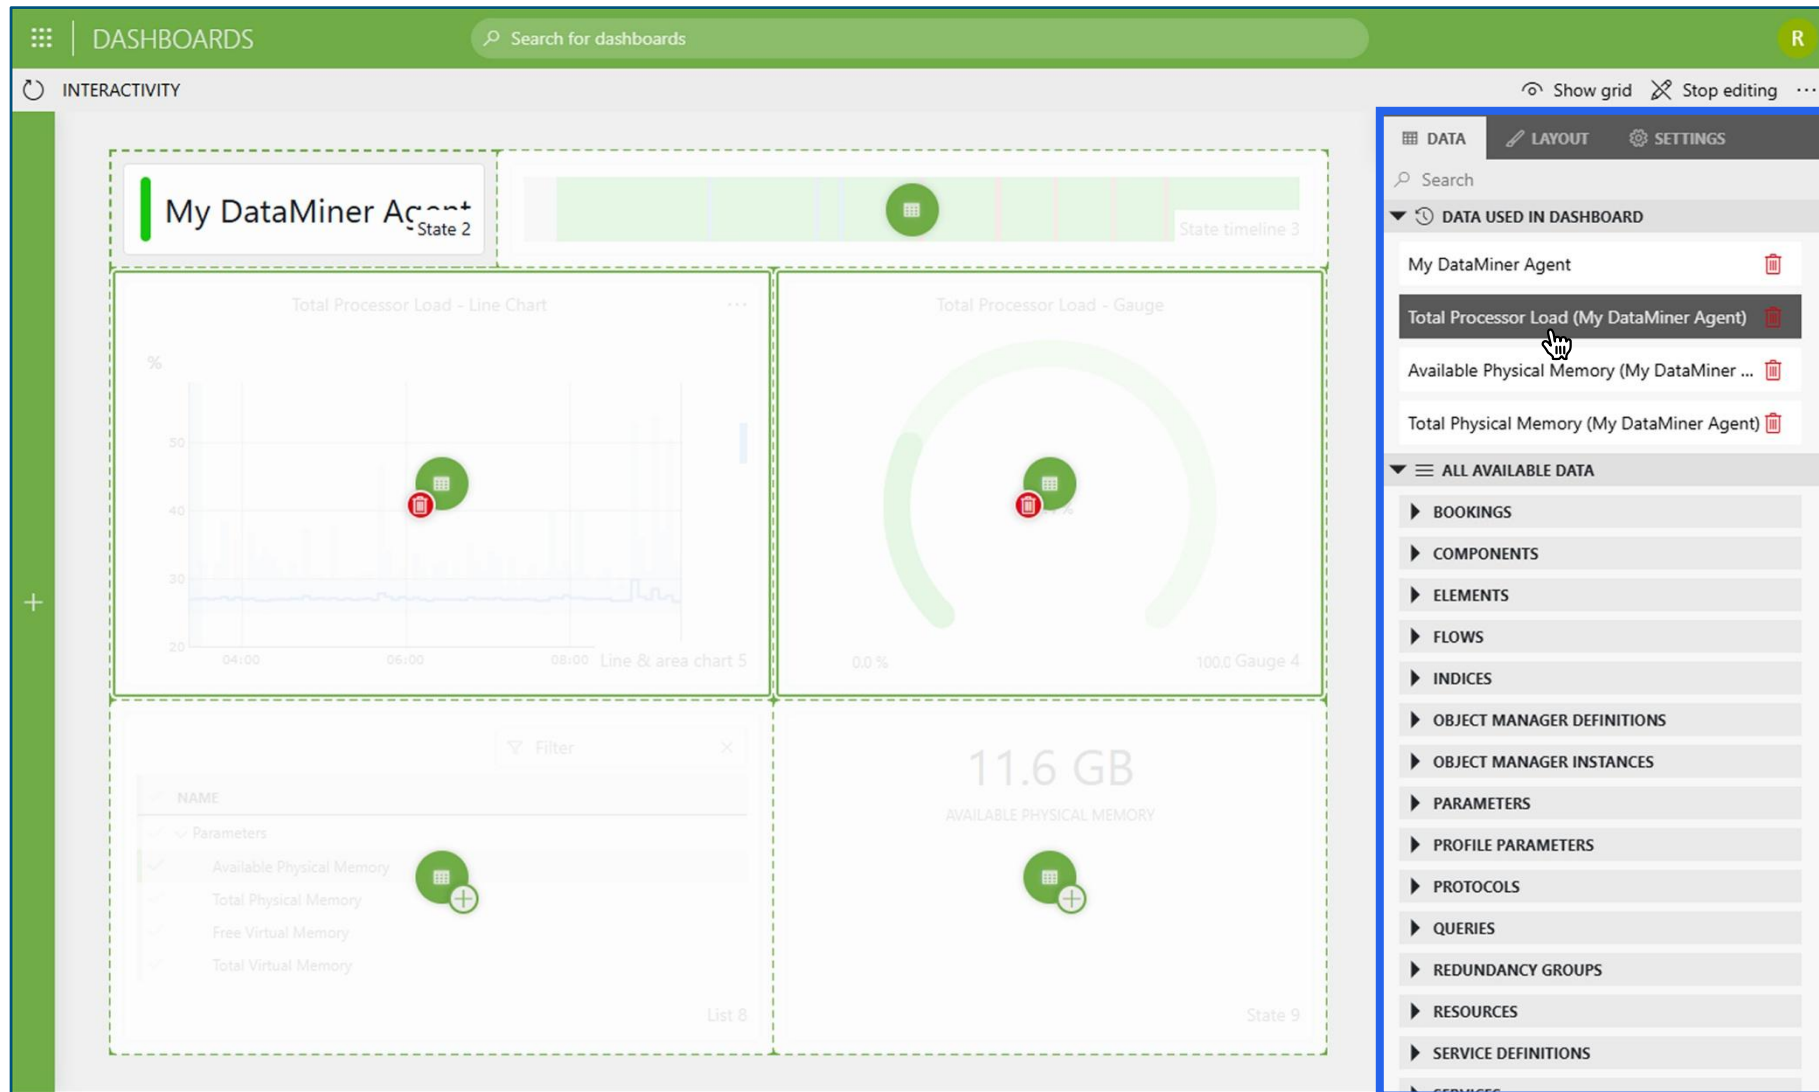 DASHBOARDS
Search for dashboards
R
INTERACTIVITY
Show grid
Stop editing
My DataMiner Agent
State 2
State timeline 3
Total Processor Load - Line Chart
%
50
40
30
20
04:00
06:00
08:00
Line & area chart 5
Total Processor Load - Gauge
%
0.0 %
100.0
Gauge 4
Filter
NAME
Parameters
Available Physical Memory
Total Physical Memory
Free Virtual Memory
Total Virtual Memory
List 8
11.6 GB
AVAILABLE PHYSICAL MEMORY
State 9
DATA
LAYOUT
SETTINGS
Search
DATA USED IN DASHBOARD
My DataMiner Agent
Total Processor Load (My DataMiner Agent)
Available Physical Memory (My DataMiner ...
Total Physical Memory (My DataMiner Agent)
ALL AVAILABLE DATA
BOOKINGS
COMPONENTS
ELEMENTS
FLOWS
INDICES
OBJECT MANAGER DEFINITIONS
OBJECT MANAGER INSTANCES
PARAMETERS
PROFILE PARAMETERS
PROTOCOLS
QUERIES
REDUNDANCY GROUPS
RESOURCES
SERVICE DEFINITIONS
SERVICES